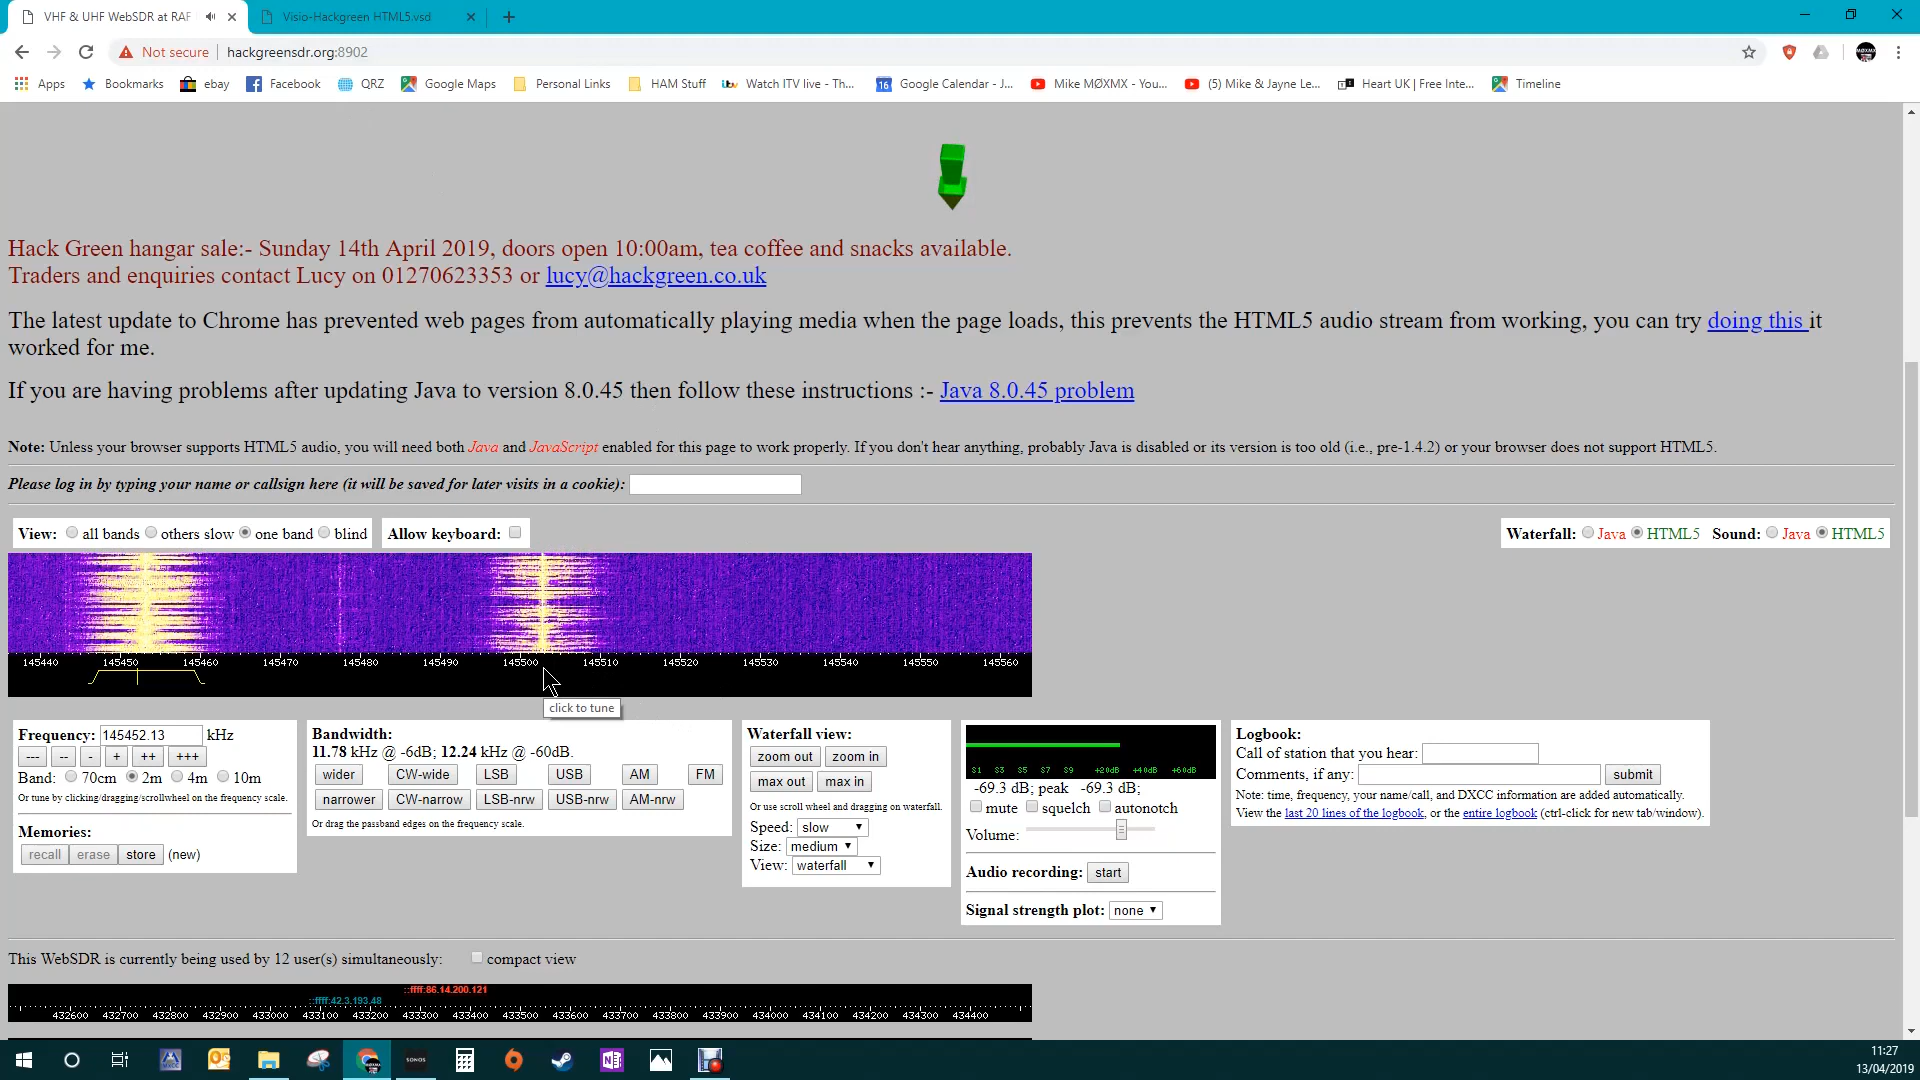 VHF & UHF WebSDR at RAF
Visio-Hackgreen HTML5.vsd
Not secure
hackgreensdr.org:8902
Apps
Bookmarks
ebay
Facebook
QRZ
Google Maps
Personal Links
HAM Stuff
itv
Watch ITV live - Th...
16
Google Calendar - J...
Mike MØXMX - You...
(5) Mike & Jayne Le...
Heart UK | Free Inte...
Timeline
Hack Green hangar sale:- Sunday 14th April 2019, doors open 10:00am, tea coffee and snacks available.
Traders and enquiries contact Lucy on 01270623353 or lucy@hackgreen.co.uk
The latest update to Chrome has prevented web pages from automatically playing media when the page loads, this prevents the HTML5 audio stream from working, you can try doing this it
worked for me.
If you are having problems after updating Java to version 8.0.45 then follow these instructions :- Java 8.0.45 problem
Note: Unless your browser supports HTML5 audio, you will need both Java and JavaScript enabled for this page to work properly. If you don't hear anything, probably Java is disabled or its version is too old (i.e., pre-1.4.2) or your browser does not support HTML5.
Please log in by typing your name or callsign here (it will be saved for later visits in a cookie):
View: all bands others slow one band blind
Allow keyboard:
Waterfall: Java HTML5 Sound: Java HTML5
145440 145450 145460 145470 145480 145490 145500 145510 145520 145530 145540 145550 145560
click to tune
Frequency: 145452.13 kHz
--- -- - + ++ +++
Band: 70cm 2m 4m 10m
Or tune by clicking/dragging/scrollwheel on the frequency scale.
Memories:
recall erase store (new)
Bandwidth:
11.78 kHz @ -6dB; 12.24 kHz @ -60dB.
wider CW-wide LSB USB AM FM
narrower CW-narrow LSB-nrw USB-nrw AM-nrw
Or drag the passband edges on the frequency scale.
Waterfall view:
zoom out zoom in
max out max in
Or use scroll wheel and dragging on waterfall.
Speed: slow
Size: medium
View: waterfall
S1 S3 S5 S7 S9 +20dB +40dB +60dB
-69.3 dB; peak -69.3 dB;
mute squelch autonotch
Volume:
Audio recording: start
Signal strength plot: none
Logbook:
Call of station that you hear:
Comments, if any: submit
Note: time, frequency, your name/call, and DXCC information are added automatically.
View the last 20 lines of the logbook, or the entire logbook (ctrl-click for new tab/window).
This WebSDR is currently being used by 12 user(s) simultaneously: compact view
::ffff:86.14.200.121
::ffff:42.3.193.48
432600 432700 432800 432900 433000 433100 433200 433300 433400 433500 433600 433700 433800 433900 434000 434100 434200 434300 434400
SONOS
11:27
13/04/2019